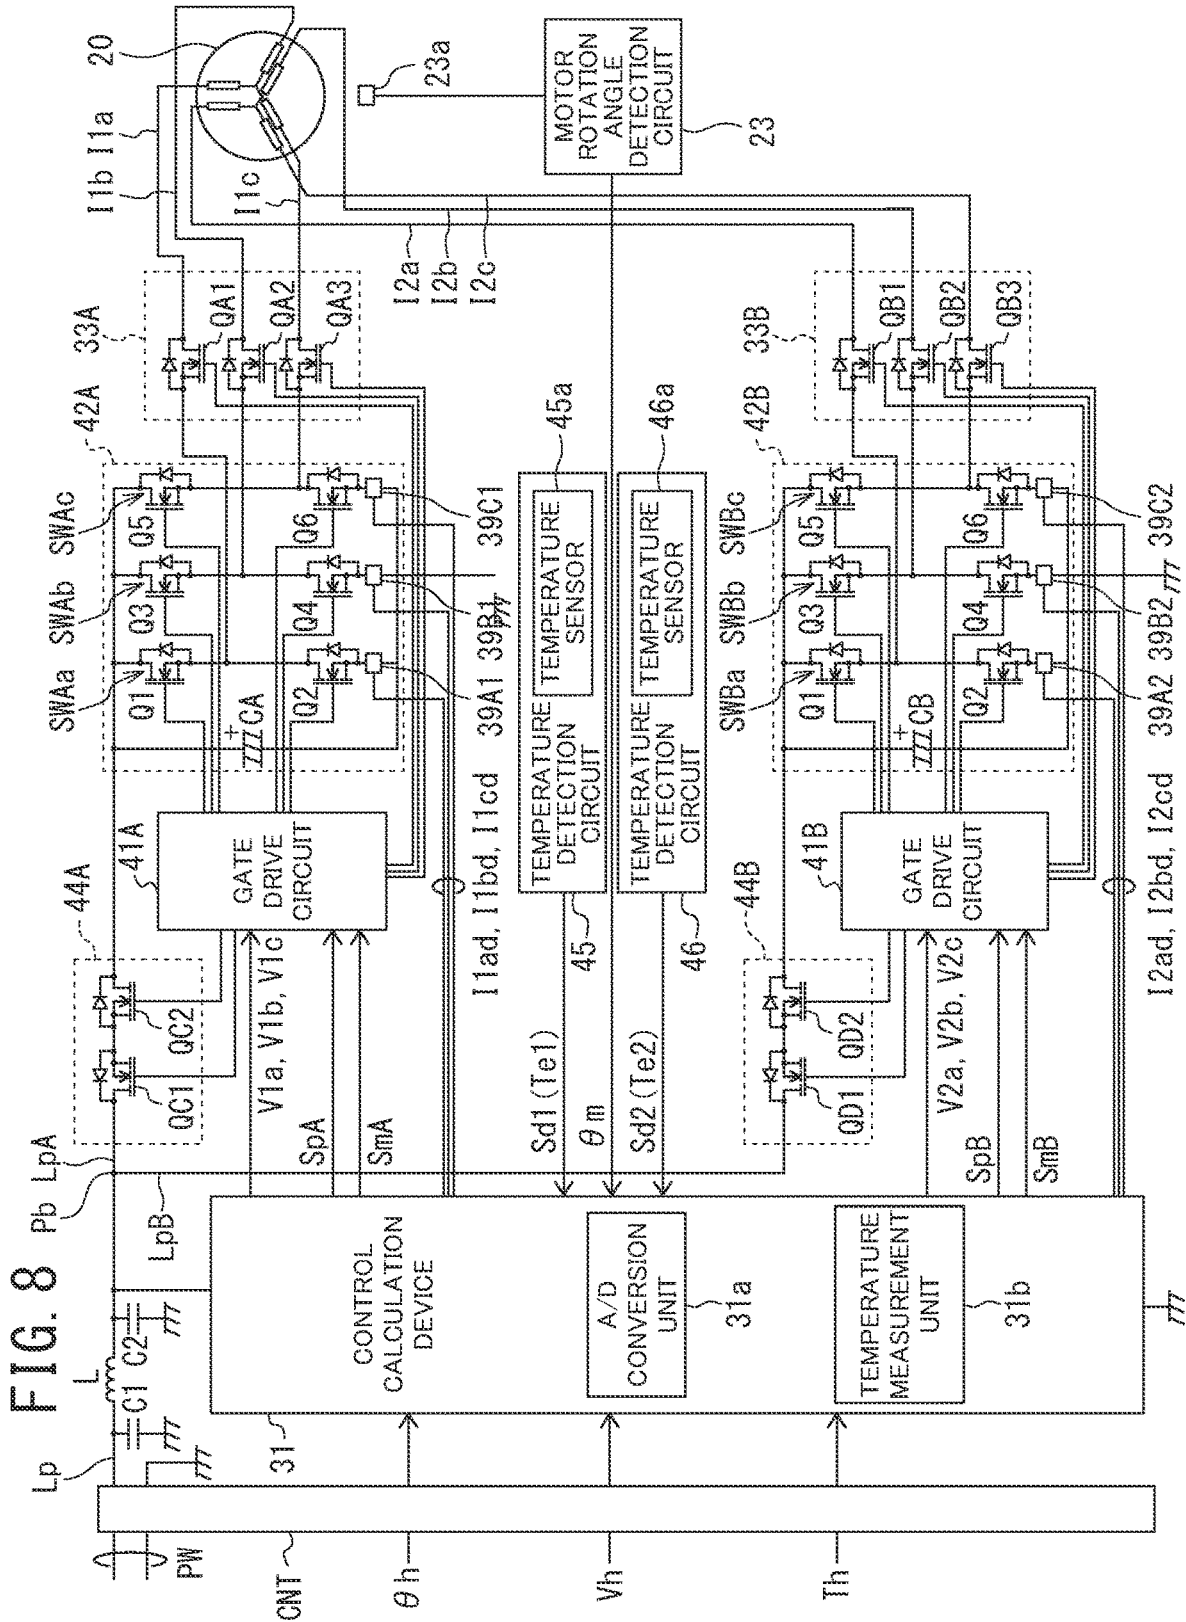 FIG. 8
Lp
L
C1
C2
Pb
LpA
LpB
PW
CNT
θh
Vh
Th
31
CONTROL
CALCULATION
DEVICE
A/D
CONVERSION
UNIT
31a
TEMPERATURE
MEASUREMENT
UNIT
31b
44A
QC1
QC2
V1a, V1b, V1c
SpA
SmA
41A
GATE
DRIVE
CIRCUIT
I1ad, I1bd, I1cd
42A
SWAa
SWAb
SWAc
Q1
Q3
Q5
+
CA
Q2
Q4
Q6
39A1
39B1
39C1
33A
QA1
QA2
QA3
I1b
I1a
I1c
20
23a
MOTOR
ROTATION
ANGLE
DETECTION
CIRCUIT
23
I2a
I2b
I2c
Sd1(Te1)
θm
Sd2(Te2)
45
TEMPERATURE
DETECTION
CIRCUIT
TEMPERATURE
SENSOR
45a
46
TEMPERATURE
DETECTION
CIRCUIT
TEMPERATURE
SENSOR
46a
44B
QD1
QD2
V2a, V2b, V2c
SpB
SmB
41B
GATE
DRIVE
CIRCUIT
I2ad, I2bd, I2cd
42B
SWBa
SWBb
SWBc
Q1
Q3
Q5
+
CB
Q2
Q4
Q6
39A2
39B2
39C2
33B
QB1
QB2
QB3